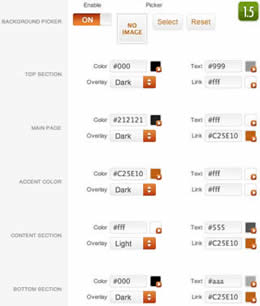 Enable Picker
BACKGROUND PICKER ON NO IMAGE Select Reset 1.5
TOP SECTION Color #000 Text #999
Overlay Dark Link #fff
MAIN PAGE Color #212121 Text #fff
Overlay Dark Link #C25E10
ACCENT COLOR Color #C25E10 Text #fff
Overlay Dark Link #fff
CONTENT SECTION Color #fff Text #555
Overlay Light Link #C25E10
BOTTOM SECTION Color #000 Text #aaa
Overlay Dark Link #C25E10